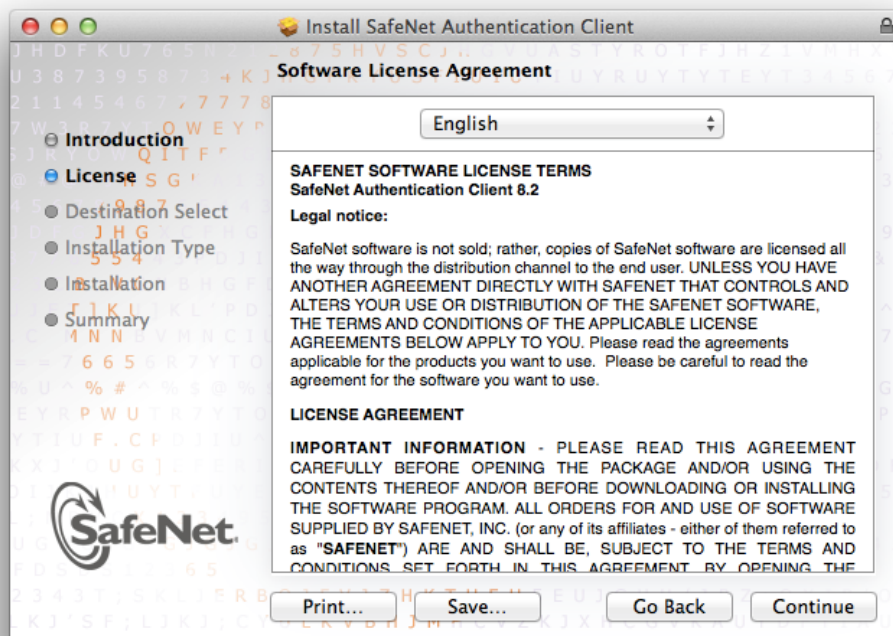 Install SafeNet Authentication Client
Software License Agreement
Introduction
License
Destination Select
Installation Type
Installation
Summary
English
SAFENET SOFTWARE LICENSE TERMS
SafeNet Authentication Client 8.2
Legal notice:
SafeNet software is not sold; rather, copies of SafeNet software are licensed all
the way through the distribution channel to the end user. UNLESS YOU HAVE
ANOTHER AGREEMENT DIRECTLY WITH SAFENET THAT CONTROLS AND
ALTERS YOUR USE OR DISTRIBUTION OF THE SAFENET SOFTWARE,
THE TERMS AND CONDITIONS OF THE APPLICABLE LICENSE
AGREEMENTS BELOW APPLY TO YOU. Please read the agreements
applicable for the products you want to use. Please be careful to read the
agreement for the software you want to use.
LICENSE AGREEMENT
IMPORTANT INFORMATION - PLEASE READ THIS AGREEMENT
CAREFULLY BEFORE OPENING THE PACKAGE AND/OR USING THE
CONTENTS THEREOF AND/OR BEFORE DOWNLOADING OR INSTALLING
THE SOFTWARE PROGRAM. ALL ORDERS FOR AND USE OF SOFTWARE
SUPPLIED BY SAFENET, INC. (or any of its affiliates - either of them referred to
as "SAFENET") ARE AND SHALL BE, SUBJECT TO THE TERMS AND
CONDITIONS SET FORTH IN THIS AGREEMENT. BY OPENING THE
SafeNet.
Print...
Save...
Go Back
Continue